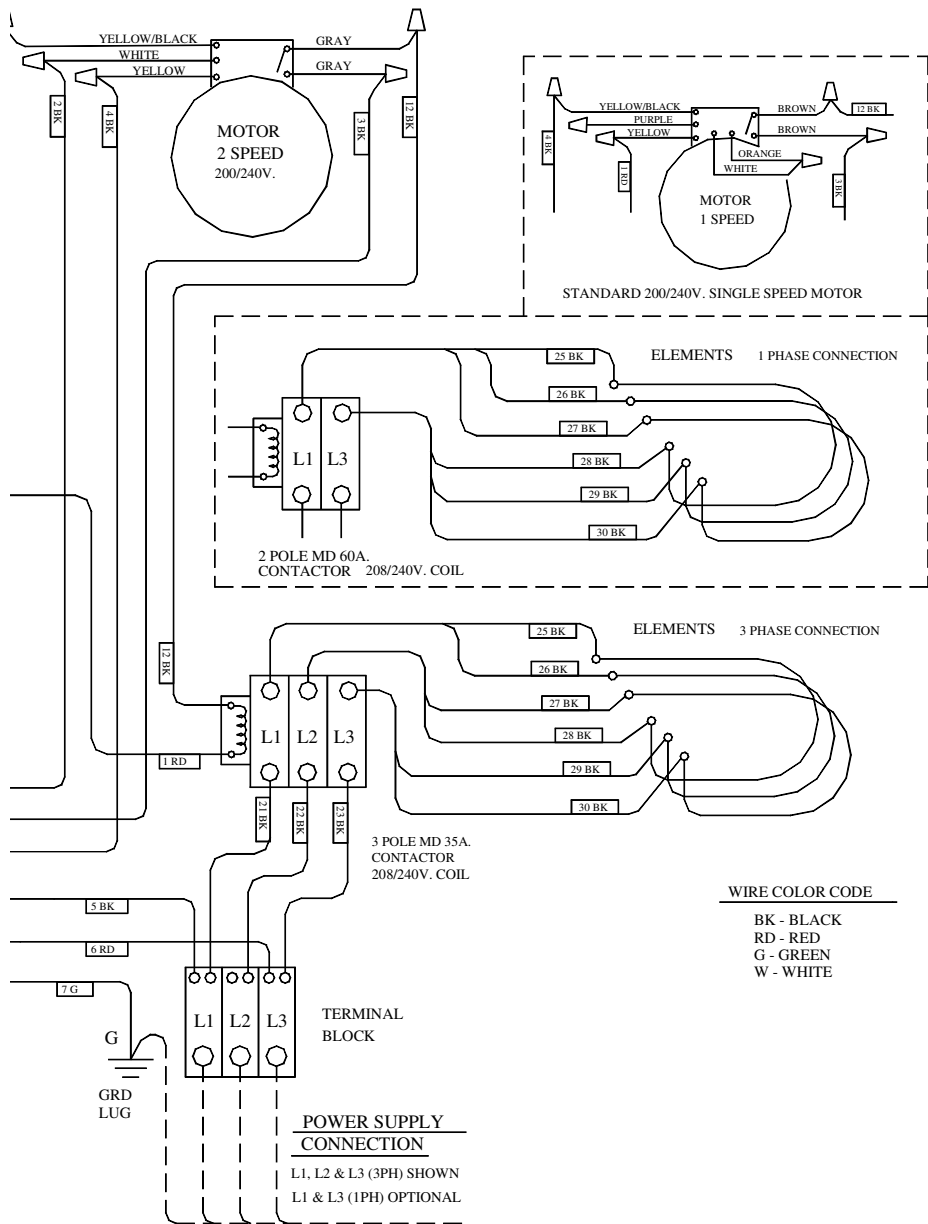 YELLOW/BLACK
WHITE
YELLOW
GRAY
GRAY
2 BK
4 BK
3 BK
12 BK
MOTOR
2 SPEED
200/240V.
YELLOW/BLACK
PURPLE
YELLOW
BROWN
12 BK
BROWN
ORANGE
WHITE
4 BK
1 RD
3 BK
MOTOR
1 SPEED
STANDARD 200/240V. SINGLE SPEED MOTOR
25 BK
ELEMENTS 1 PHASE CONNECTION
26 BK
27 BK
28 BK
29 BK
30 BK
L1 L3
2 POLE MD 60A.
CONTACTOR 208/240V. COIL
12 BK
1 RD
25 BK
ELEMENTS 3 PHASE CONNECTION
26 BK
27 BK
28 BK
29 BK
30 BK
L1 L2 L3
21 BK
22 BK
23 BK
3 POLE MD 35A.
CONTACTOR
208/240V. COIL
5 BK
6 RD
7 G
WIRE COLOR CODE
BK - BLACK
RD - RED
G - GREEN
W - WHITE
L1 L2 L3
TERMINAL
BLOCK
G
GRD
LUG
POWER SUPPLY
CONNECTION
L1, L2 & L3 (3PH) SHOWN
L1 & L3 (1PH) OPTIONAL